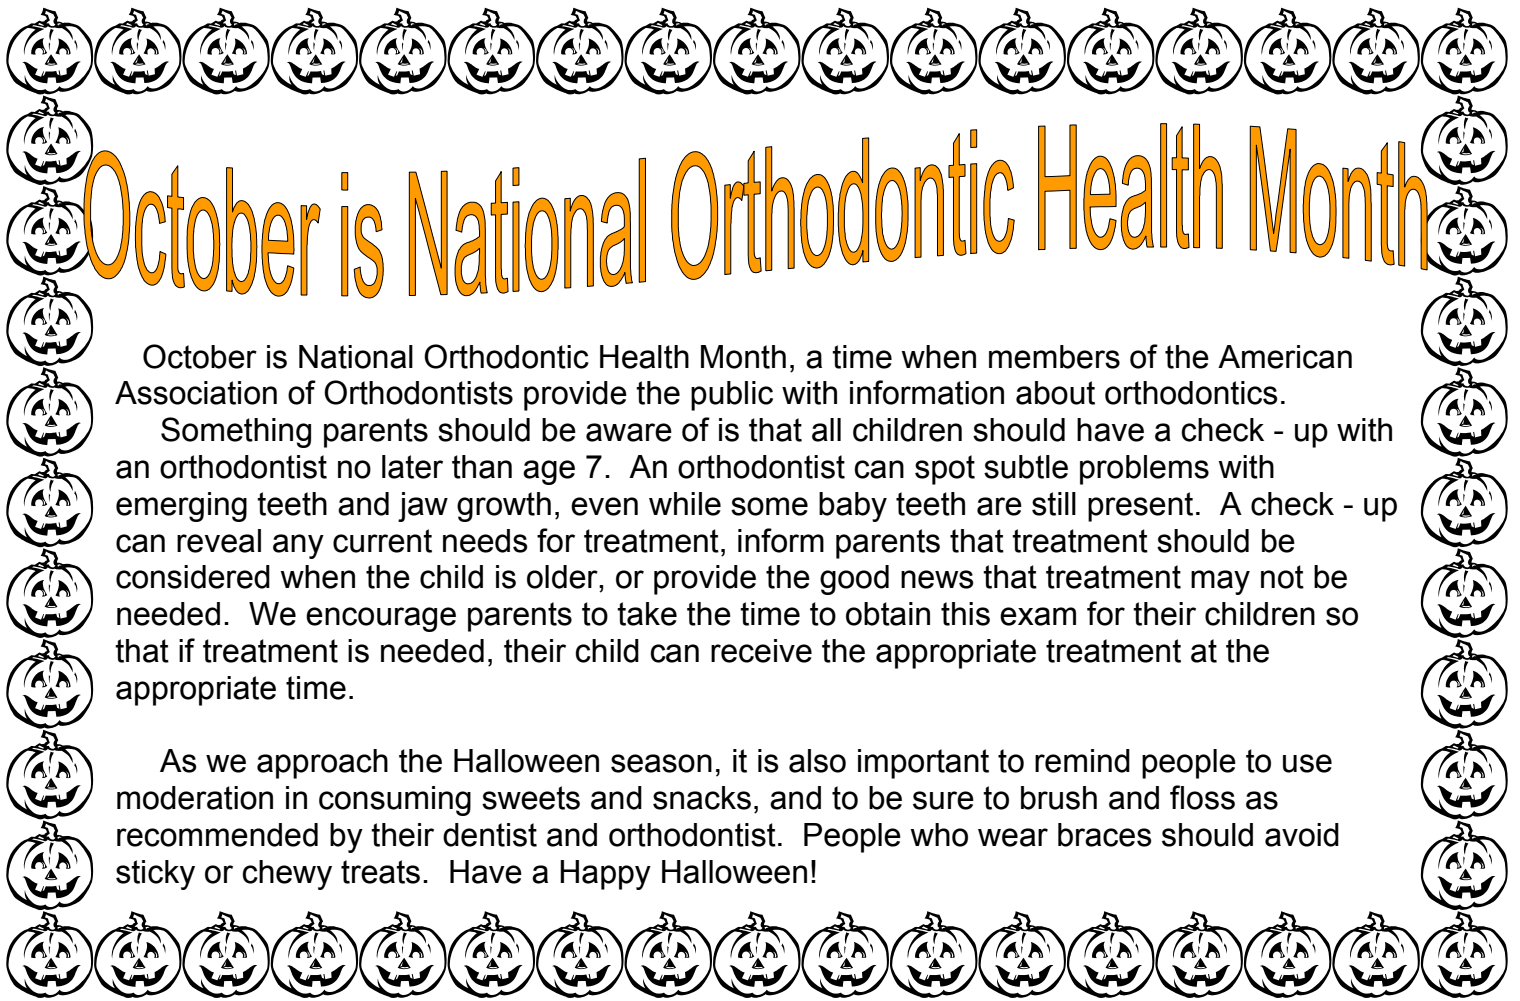 October is National Orthodontic Health Month
October is National Orthodontic Health Month, a time when members of the American
Association of Orthodontists provide the public with information about orthodontics.
Something parents should be aware of is that all children should have a check - up with
an orthodontist no later than age 7.  An orthodontist can spot subtle problems with
emerging teeth and jaw growth, even while some baby teeth are still present.  A check - up
can reveal any current needs for treatment, inform parents that treatment should be
considered when the child is older, or provide the good news that treatment may not be
needed.  We encourage parents to take the time to obtain this exam for their children so
that if treatment is needed, their child can receive the appropriate treatment at the
appropriate time.
As we approach the Halloween season, it is also important to remind people to use
moderation in consuming sweets and snacks, and to be sure to brush and floss as
recommended by their dentist and orthodontist.  People who wear braces should avoid
sticky or chewy treats.  Have a Happy Halloween!